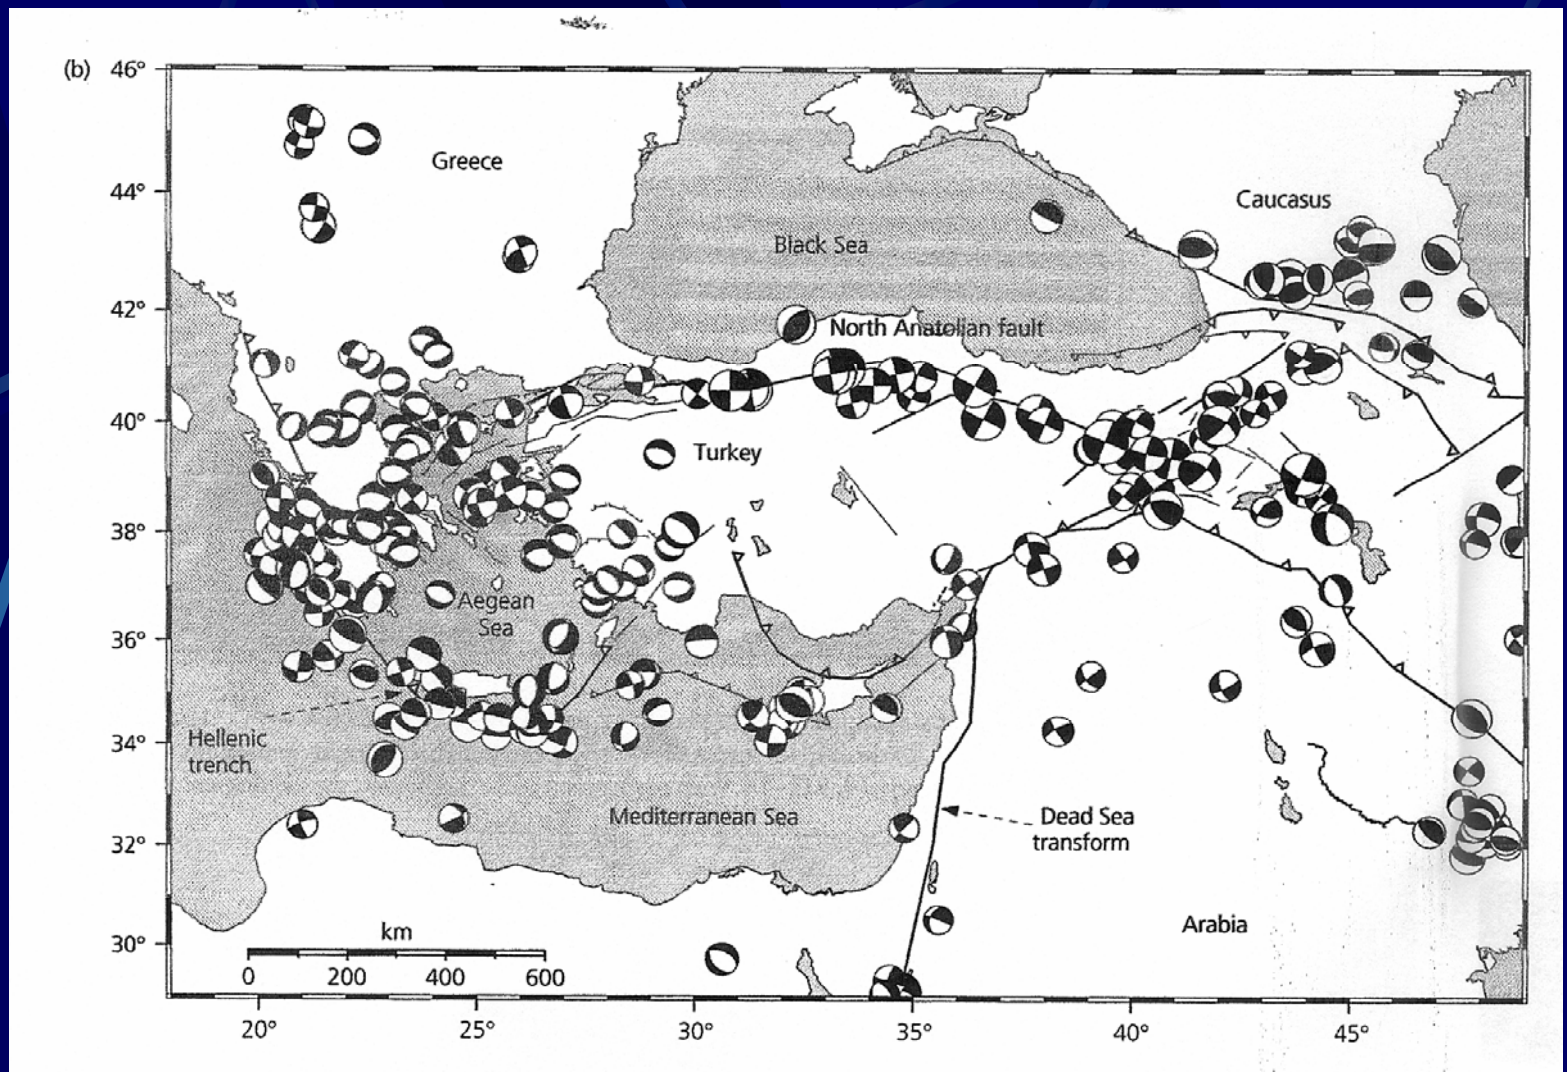 (b)
46°
44°
42°
40°
38°
36°
34°
32°
30°
Greece
Caucasus
Black Sea
North Anatolian fault
Turkey
Aegean
Sea
Hellenic
trench
Mediterranean Sea
Dead Sea
transform
Arabia
km
0 200 400 600
20° 25° 30° 35° 40° 45°